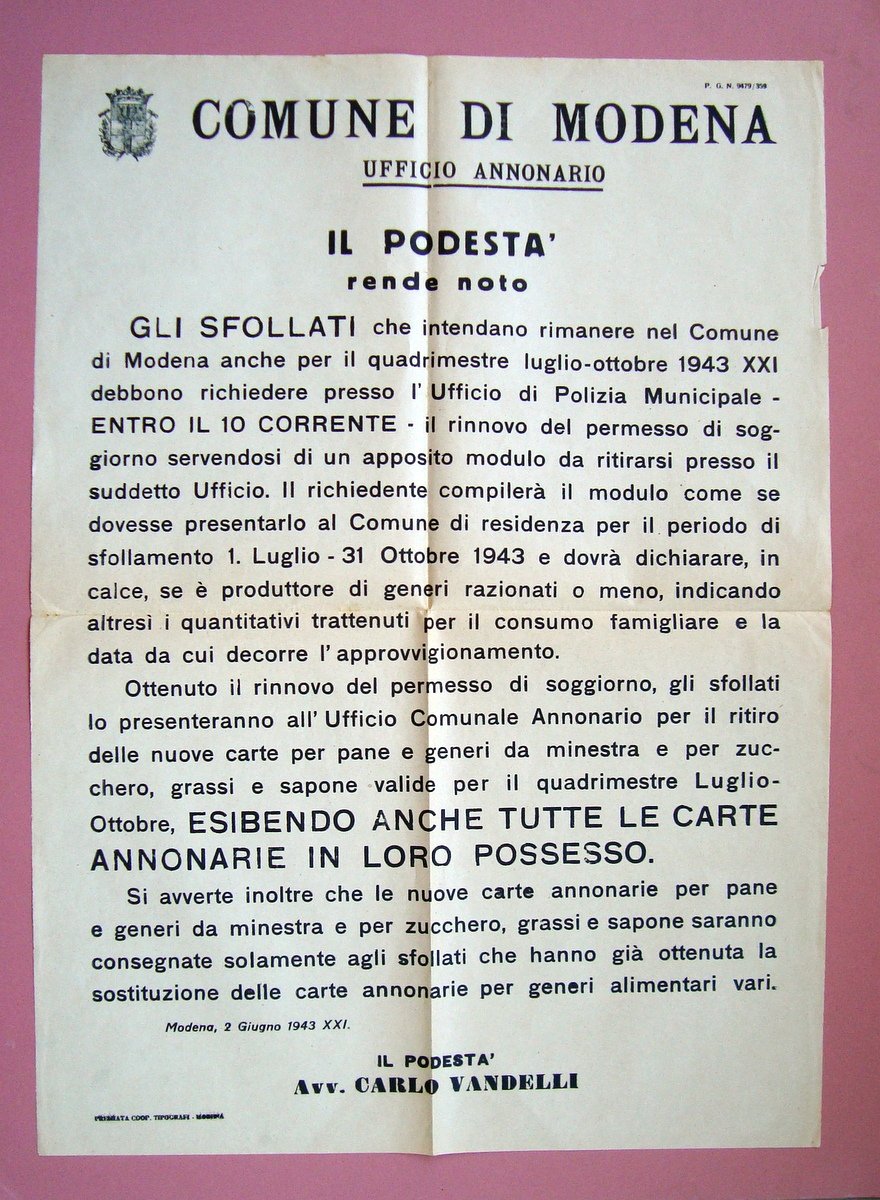 P. G. N. 9479/359
COMUNE DI MODENA
UFFICIO ANNONARIO
IL PODESTA'
rende noto
GLI SFOLLATI che intendano rimanere nel Comune
di Modena anche per il quadrimestre luglio-ottobre 1943 XXI
debbono richiedere presso l'Ufficio di Polizia Municipale -
ENTRO IL 10 CORRENTE - il rinnovo del permesso di sog-
giorno servendosi di un apposito modulo da ritirarsi presso il
suddetto Ufficio. Il richiedente compilerà il modulo come se
dovesse presentarlo al Comune di residenza per il periodo di
sfollamento 1. Luglio - 31 Ottobre 1943 e dovrà dichiarare, in
calce, se è produttore di generi razionati o meno, indicando
altresì i quantitativi trattenuti per il consumo famigliare e la
data da cui decorre l'approvvigionamento.
Ottenuto il rinnovo del permesso di soggiorno, gli sfollati
lo presenteranno all'Ufficio Comunale Annonario per il ritiro
delle nuove carte per pane e generi da minestra e per zuc-
chero, grassi e sapone valide per il quadrimestre Luglio-
Ottobre, ESIBENDO ANCHE TUTTE LE CARTE
ANNONARIE IN LORO POSSESSO.
Si avverte inoltre che le nuove carte annonarie per pane
e generi da minestra e per zucchero, grassi e sapone saranno
consegnate solamente agli sfollati che hanno già ottenuta la
sostituzione delle carte annonarie per generi alimentari vari.
Modena, 2 Giugno 1943 XXI.
IL PODESTA'
Avv. CARLO VANDELLI
PREMIATA COOP. TIPOGRAFI - MODENA